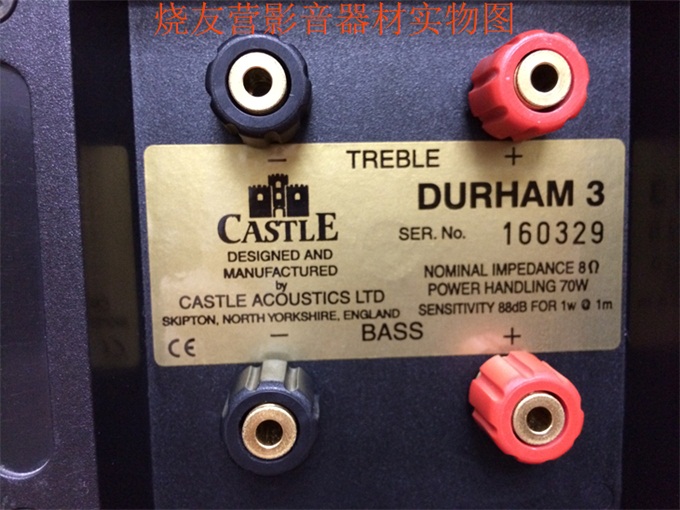 烧友营影音器材实物图
− TREBLE +
CASTLE
DESIGNED AND
MANUFACTURED
by
CASTLE ACOUSTICS LTD
SKIPTON, NORTH YORKSHIRE, ENGLAND
DURHAM 3
SER. No. 160329
NOMINAL IMPEDANCE 8Ω
POWER HANDLING 70W
SENSITIVITY 88dB FOR 1w @ 1m
− BASS +
CE